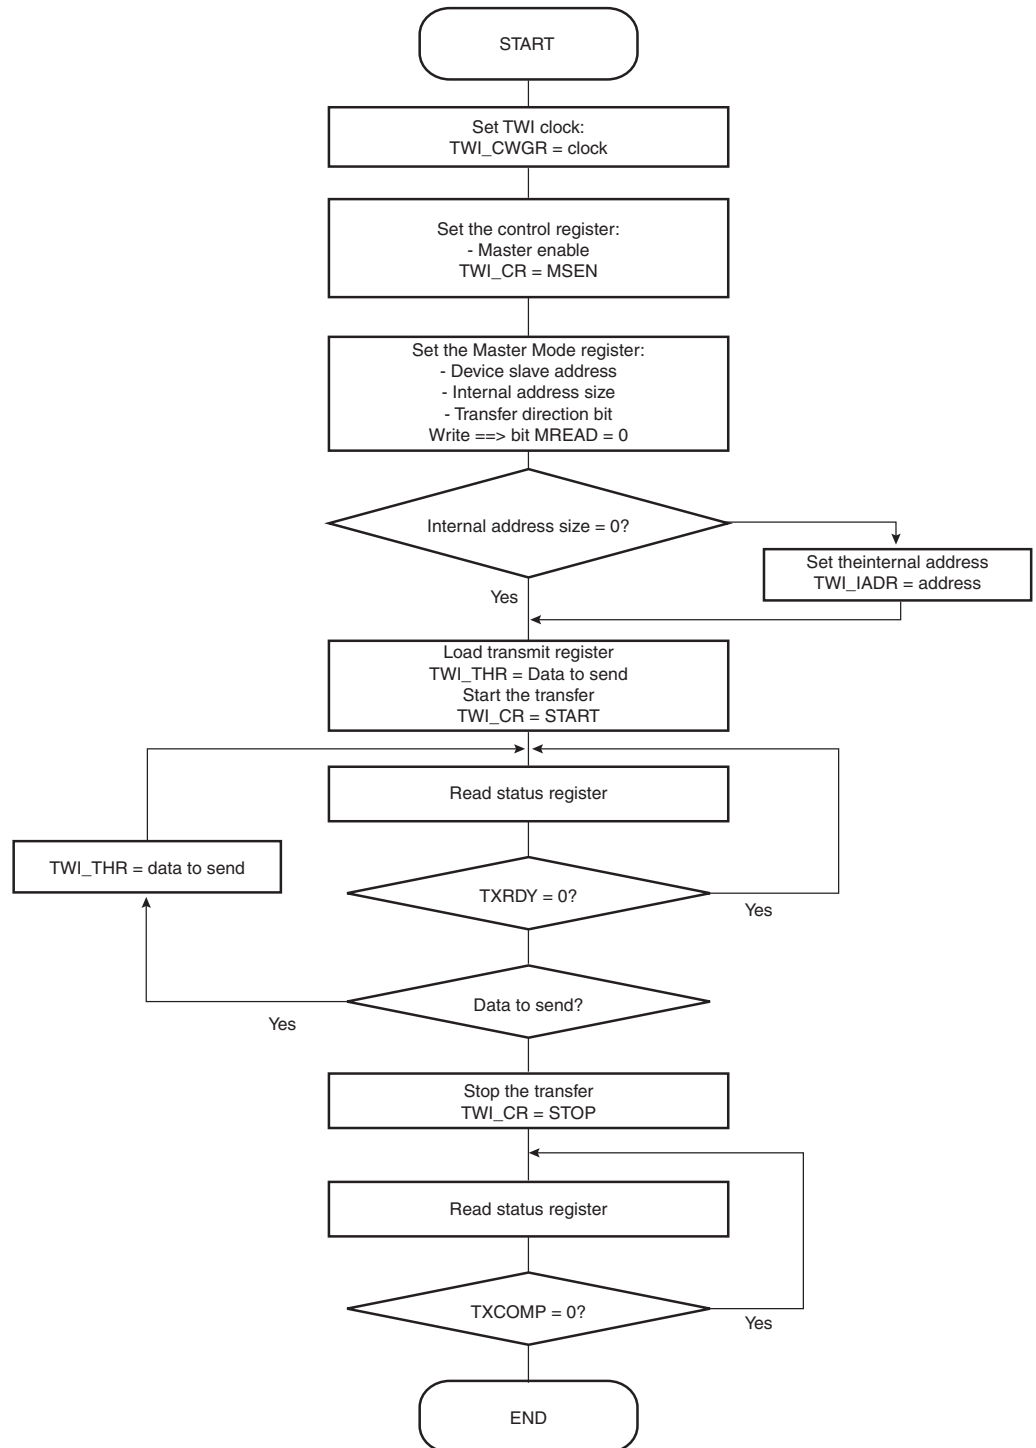 START
Set TWI clock:
TWI_CWGR = clock
Set the control register:
- Master enable
TWI_CR = MSEN
Set the Master Mode register:
- Device slave address
- Internal address size
- Transfer direction bit
Write ==> bit MREAD = 0
Internal address size = 0?
Set theinternal address
TWI_IADR = address
Yes
Load transmit register
TWI_THR = Data to send
Start the transfer
TWI_CR = START
Read status register
TWI_THR = data to send
TXRDY = 0?
Yes
Data to send?
Yes
Stop the transfer
TWI_CR = STOP
Read status register
TXCOMP = 0?
Yes
END